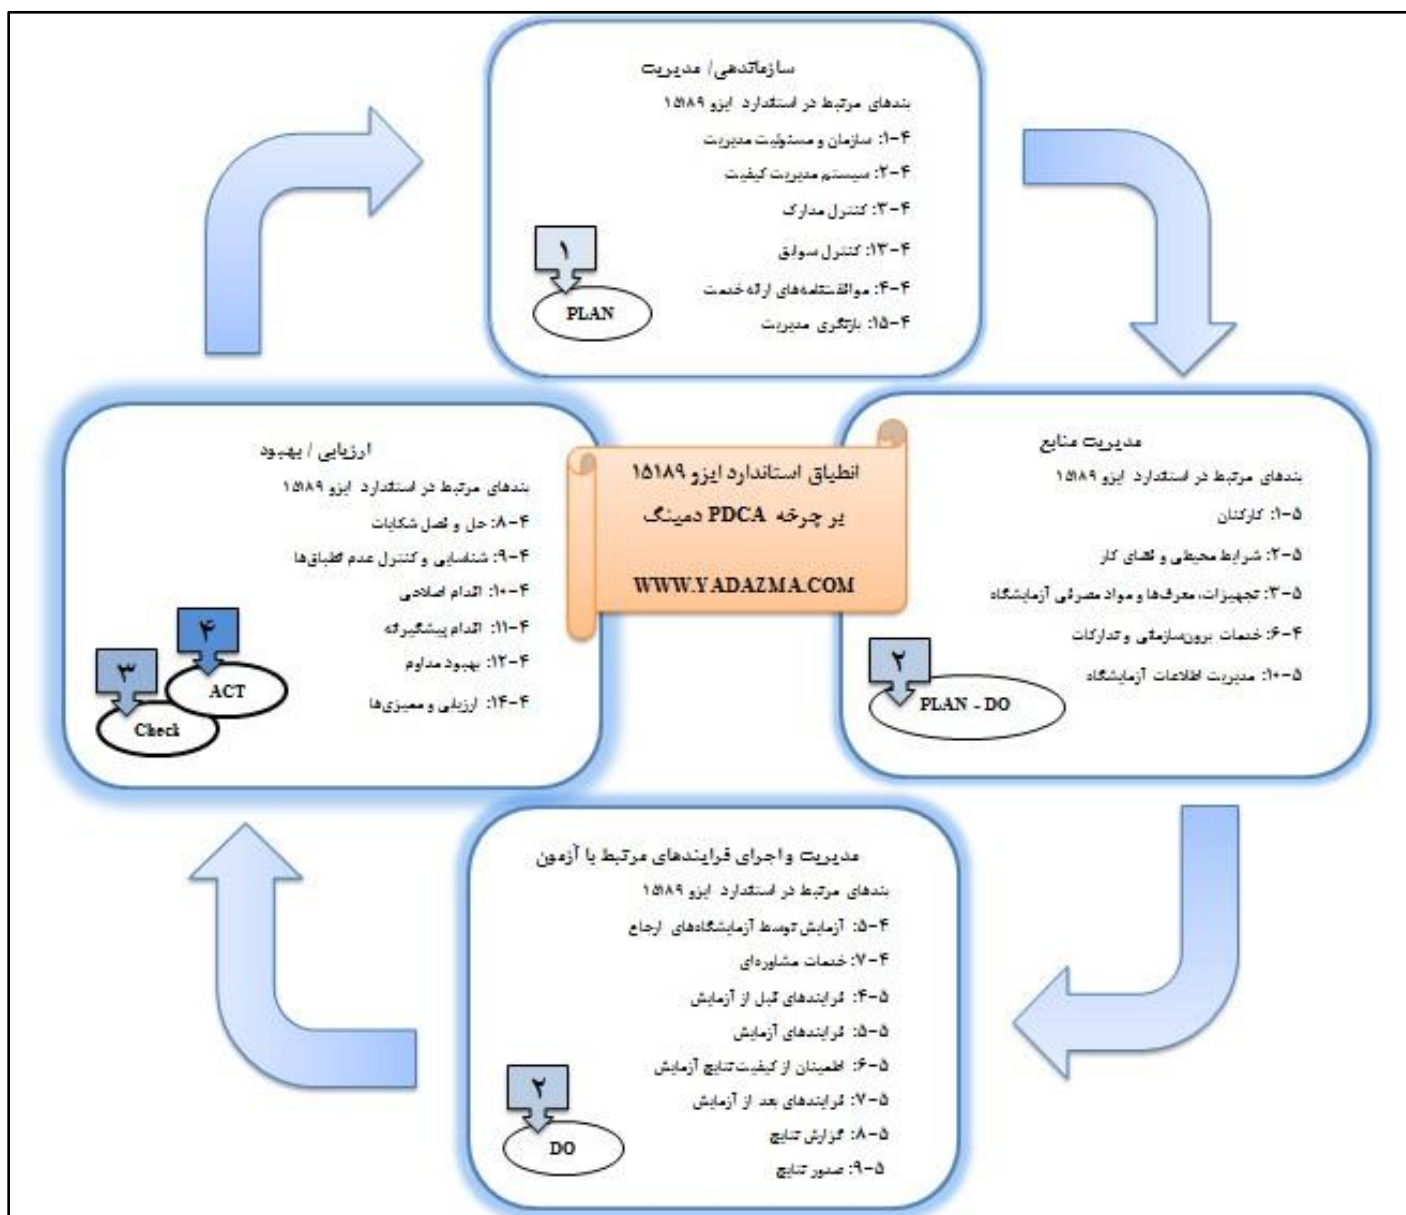 سازماندهی/ مدیریت
بندهای مرتبط در استاندارد ایزو ۱۵۱۸۹
۴-۱: سازمان و مسئولیت مدیریت
۴-۲: سیستم مدیریت کیفیت
۴-۳: کنترل مدارک
۴-۱۳: کنترل سوابق
۴-۴: موافقتنامه‌های ارائه خدمت
۴-۱۵: بازنگری مدیریت
۱
PLAN
مدیریت منابع
بندهای مرتبط در استاندارد ایزو ۱۵۱۸۹
۵-۱: کارکنان
۵-۲: شرایط محیطی و فضای کار
۵-۳: تجهیزات، معرف‌ها و مواد مصرفی آزمایشگاه
۴-۶: خدمات برون‌سازمانی و تدارکات
۵-۱۰: مدیریت اطلاعات آزمایشگاه
۲
PLAN - DO
انطباق استاندارد ایزو ۱۵۱۸۹
بر چرخه PDCA دمینگ
WWW.YADAZMA.COM
مدیریت و اجرای فرایندهای مرتبط با آزمون
بندهای مرتبط در استاندارد ایزو ۱۵۱۸۹
۴-۵: آزمایش توسط آزمایشگاه‌های ارجاع
۴-۷: خدمات مشاوره‌ای
۵-۴: فرایندهای قبل از آزمایش
۵-۵: فرایندهای آزمایش
۵-۶: اطمینان از کیفیت نتایج آزمایش
۵-۷: فرایندهای بعد از آزمایش
۵-۸: گزارش نتایج
۵-۹: صدور نتایج
۲
DO
ارزیابی / بهبود
بندهای مرتبط در استاندارد ایزو ۱۵۱۸۹
۴-۸: حل و فصل شکایات
۴-۹: شناسایی و کنترل عدم انطباق‌ها
۴-۱۰: اقدام اصلاحی
۴-۱۱: اقدام پیشگیرانه
۴-۱۲: بهبود مداوم
۴-۱۴: ارزیابی و ممیزی‌ها
۳
Check
۴
ACT